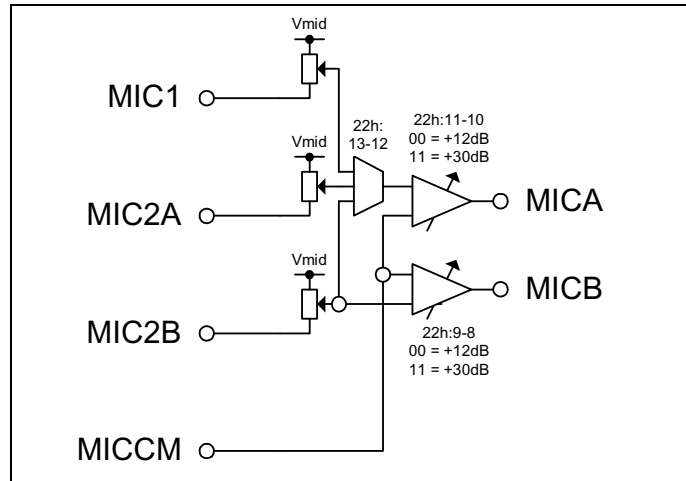 Vmid
MIC1
22h:
13-12
22h:11-10
00 = +12dB
11 = +30dB
Vmid
MIC2A
MICA
Vmid
MICB
MIC2B
22h:9-8
00 = +12dB
11 = +30dB
MICCM